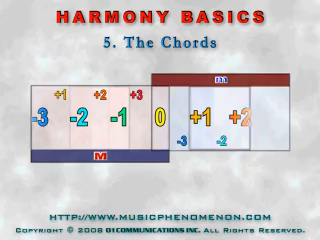 HARMONY BASICS
5. The Chords
m
+1 +2 +3
-3 -2 -1 0 +1 +2
-3 -2
M
HTTP://WWW.MUSICPHENOMENON.COM
COPYRIGHT © 2008 01COMMUNICATIONS INC. ALL RIGHTS RESERVED.